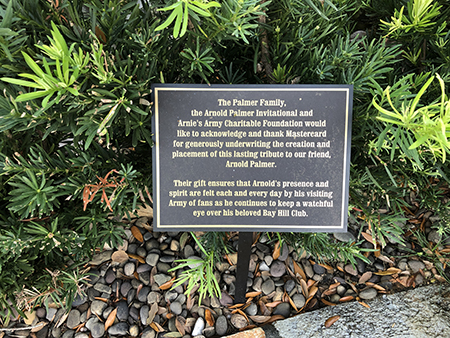 The Palmer Family,
the Arnold Palmer Invitational and
Arnie's Army Charitable Foundation would
like to acknowledge and thank Mastercard
for generously underwriting the creation and
placement of this lasting tribute to our friend,
Arnold Palmer.
Their gift ensures that Arnold's presence and
spirit are felt each and every day by his visiting
Army of fans as he continues to keep a watchful
eye over his beloved Bay Hill Club.